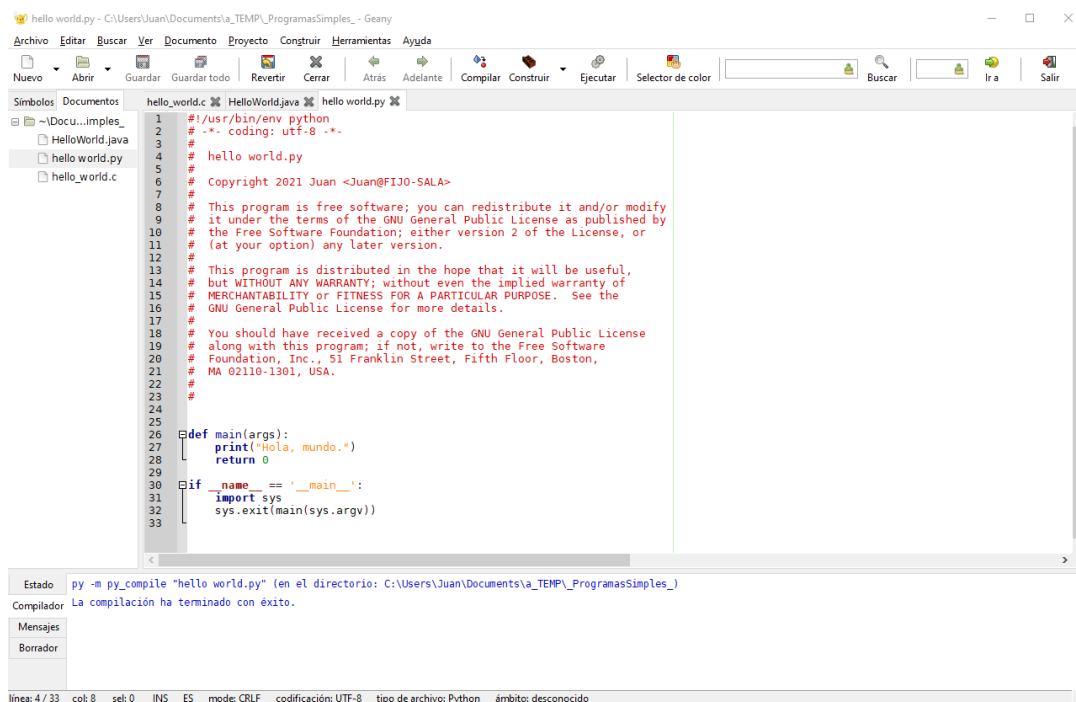 hello world.py - C:\Users\Juan\Documents\a_TEMP\_ProgramasSimples_ - Geany
Archivo Editar Buscar Ver Documento Proyecto Construir Herramientas Ayuda
Nuevo Abrir Guardar Guardar todo Revertir Cerrar Atrás Adelante Compilar Construir Ejecutar Selector de color Buscar Ir a Salir
Símbolos Documentos hello_world.c HelloWorld.java hello world.py
~\Docu...imples_
HelloWorld.java
hello world.py
hello_world.c
1 #!/usr/bin/env python
2 # -*- coding: utf-8 -*-
3 #
4 #  hello world.py
5 #
6 #  Copyright 2021 Juan <Juan@FIJO-SALA>
7 #
8 #  This program is free software; you can redistribute it and/or modify
9 #  it under the terms of the GNU General Public License as published by
10 #  the Free Software Foundation; either version 2 of the License, or
11 #  (at your option) any later version.
12 #
13 #  This program is distributed in the hope that it will be useful,
14 #  but WITHOUT ANY WARRANTY; without even the implied warranty of
15 #  MERCHANTABILITY or FITNESS FOR A PARTICULAR PURPOSE.  See the
16 #  GNU General Public License for more details.
17 #
18 #  You should have received a copy of the GNU General Public License
19 #  along with this program; if not, write to the Free Software
20 #  Foundation, Inc., 51 Franklin Street, Fifth Floor, Boston,
21 #  MA 02110-1301, USA.
22 #
23 #
24
25
26 def main(args):
27     print("Hola, mundo.")
28     return 0
29
30 if __name__ == '__main__':
31     import sys
32     sys.exit(main(sys.argv))
33
Estado
Compilador
Mensajes
Borrador
py -m py_compile "hello world.py" (en el directorio: C:\Users\Juan\Documents\a_TEMP\_ProgramasSimples_)
La compilación ha terminado con éxito.
línea: 4 / 33 col: 8 sel: 0 INS ES mode: CRLF codificación: UTF-8 tipo de archivo: Python ámbito: desconocido